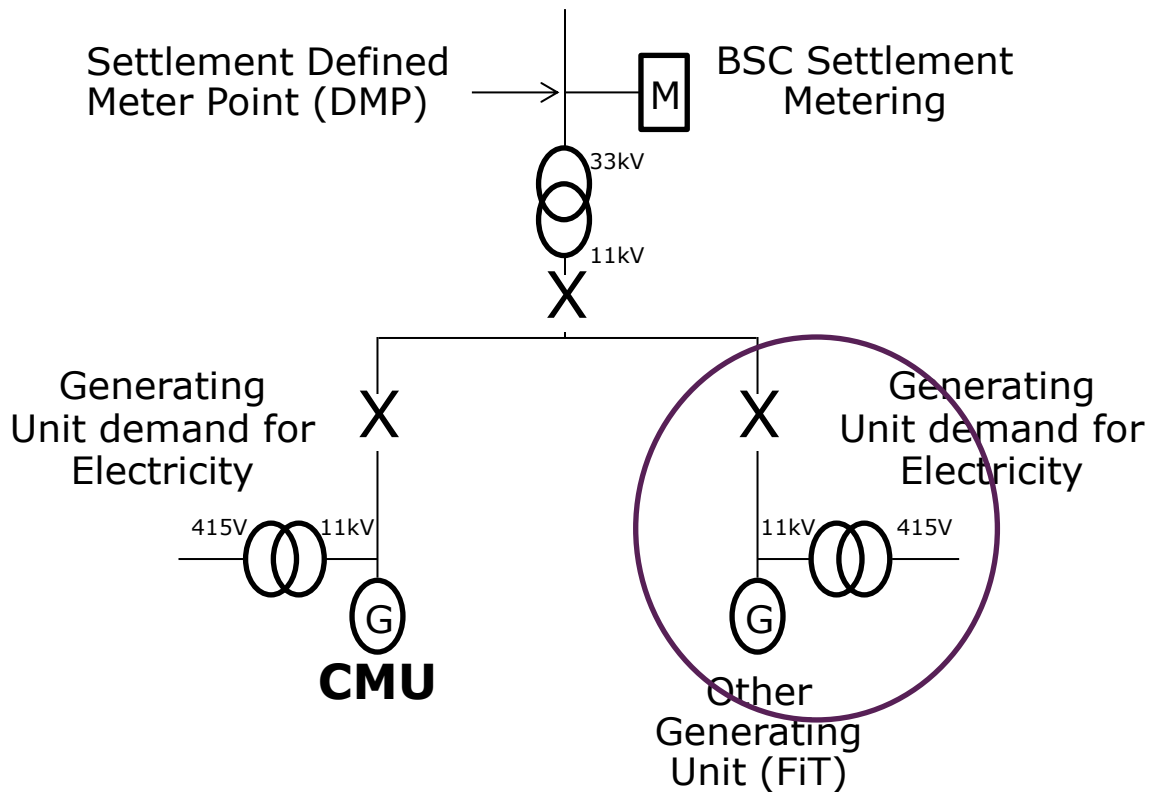 Settlement Defined
Meter Point (DMP)
M
BSC Settlement
Metering
33kV
11kV
X
Generating
Unit demand for
Electricity
X
X
Generating
Unit demand for
Electricity
415V
11kV
11kV
415V
G
CMU
G
Other
Generating
Unit (FiT)